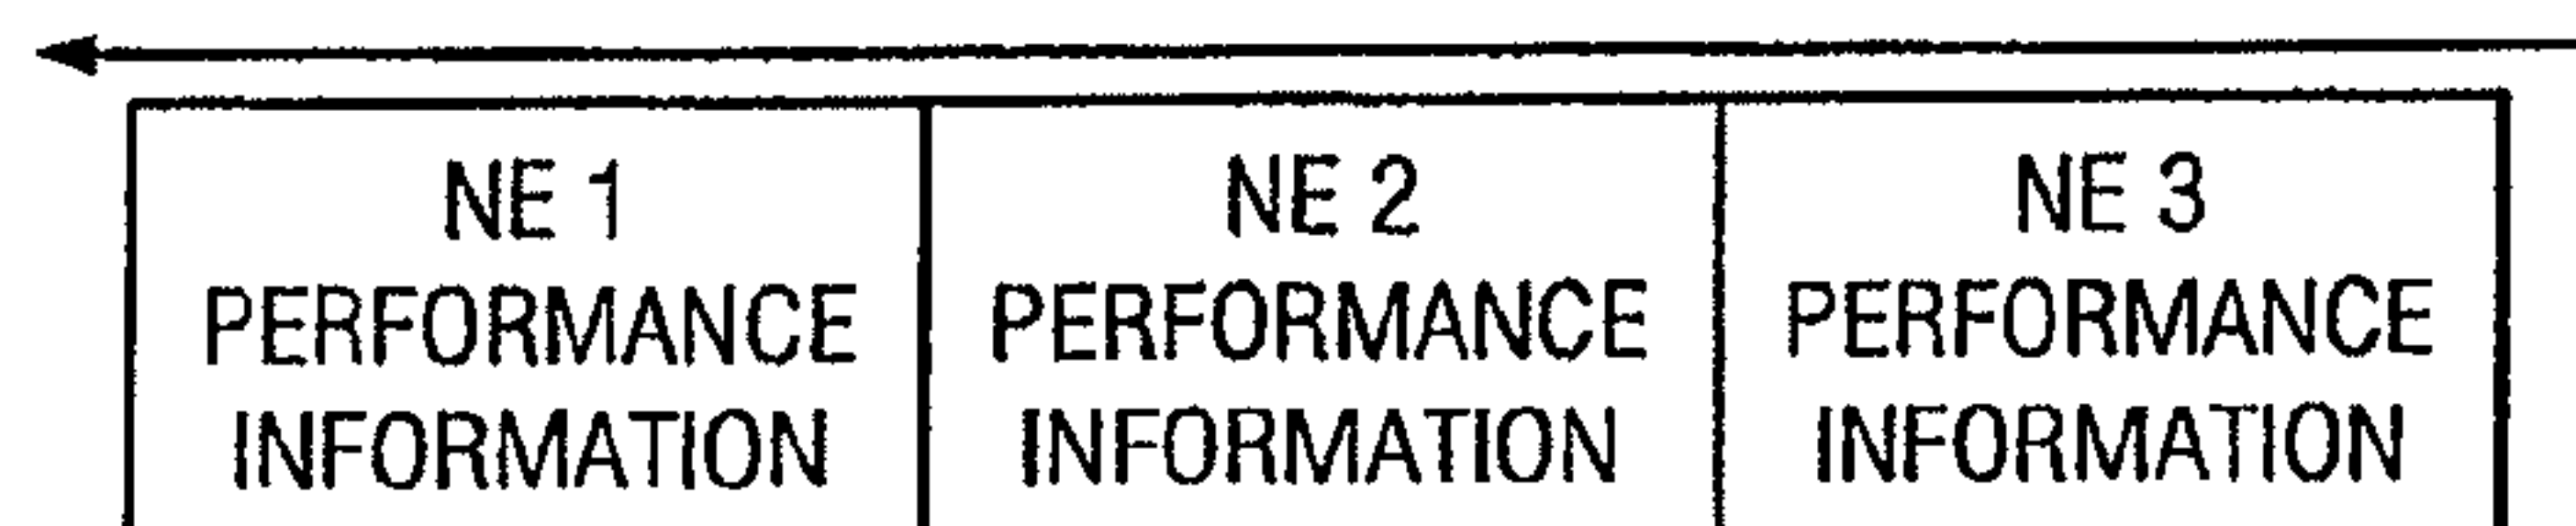 NE 1
PERFORMANCE
INFORMATION
NE 2
PERFORMANCE
INFORMATION
NE 3
PERFORMANCE
INFORMATION